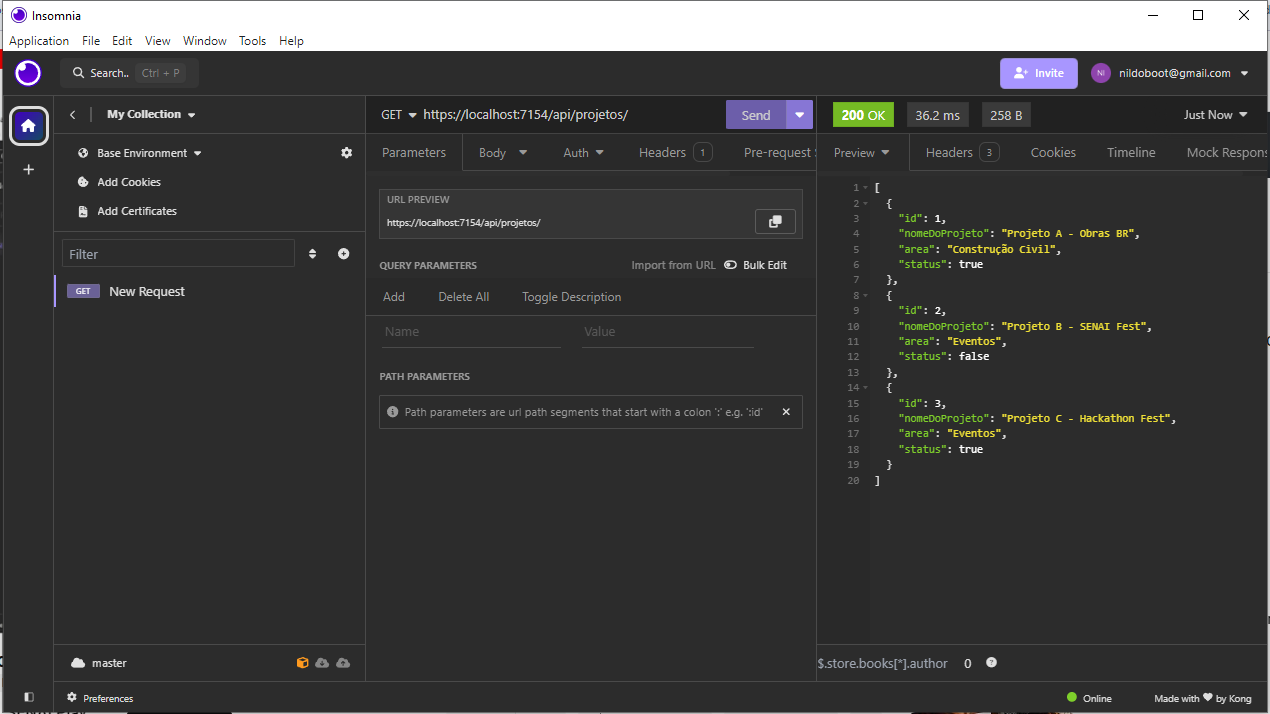 Insomnia
Application File Edit View Window Tools Help
Search.. Ctrl + P
Invite
NI nildoboot@gmail.com
My Collection
Base Environment
Add Cookies
Add Certificates
Filter
GET New Request
master
Preferences
GET https://localhost:7154/api/projetos/ Send
Parameters Body Auth Headers 1 Pre-request S
URL PREVIEW
https://localhost:7154/api/projetos/
QUERY PARAMETERS Import from URL Bulk Edit
Add Delete All Toggle Description
Name Value
PATH PARAMETERS
Path parameters are url path segments that start with a colon ':' e.g. ':id'
200 OK 36.2 ms 258 B Just Now
Preview Headers 3 Cookies Timeline Mock Respons
1 [
2 {
3 "id": 1,
4 "nomeDoProjeto": "Projeto A - Obras BR",
5 "area": "Construção Civil",
6 "status": true
7 },
8 {
9 "id": 2,
10 "nomeDoProjeto": "Projeto B - SENAI Fest",
11 "area": "Eventos",
12 "status": false
13 },
14 {
15 "id": 3,
16 "nomeDoProjeto": "Projeto C - Hackathon Fest",
17 "area": "Eventos",
18 "status": true
19 }
20 ]
$.store.books[*].author 0
Online Made with ❤ by Kong